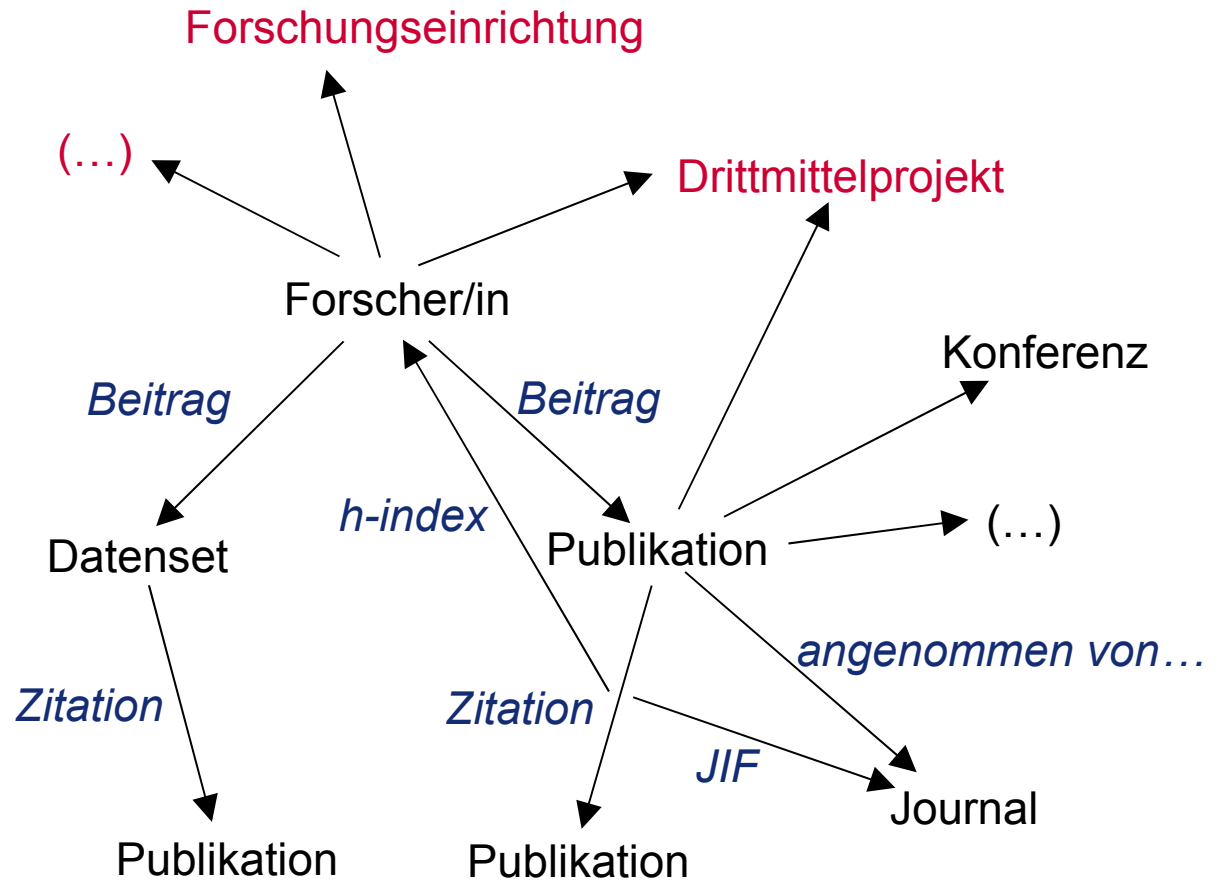 Forschungseinrichtung
(…)
Drittmittelprojekt
Forscher/in
Konferenz
Beitrag
Beitrag
h-index
(…)
Datenset
Publikation
angenommen von…
Zitation
Zitation
JIF
Journal
Publikation
Publikation